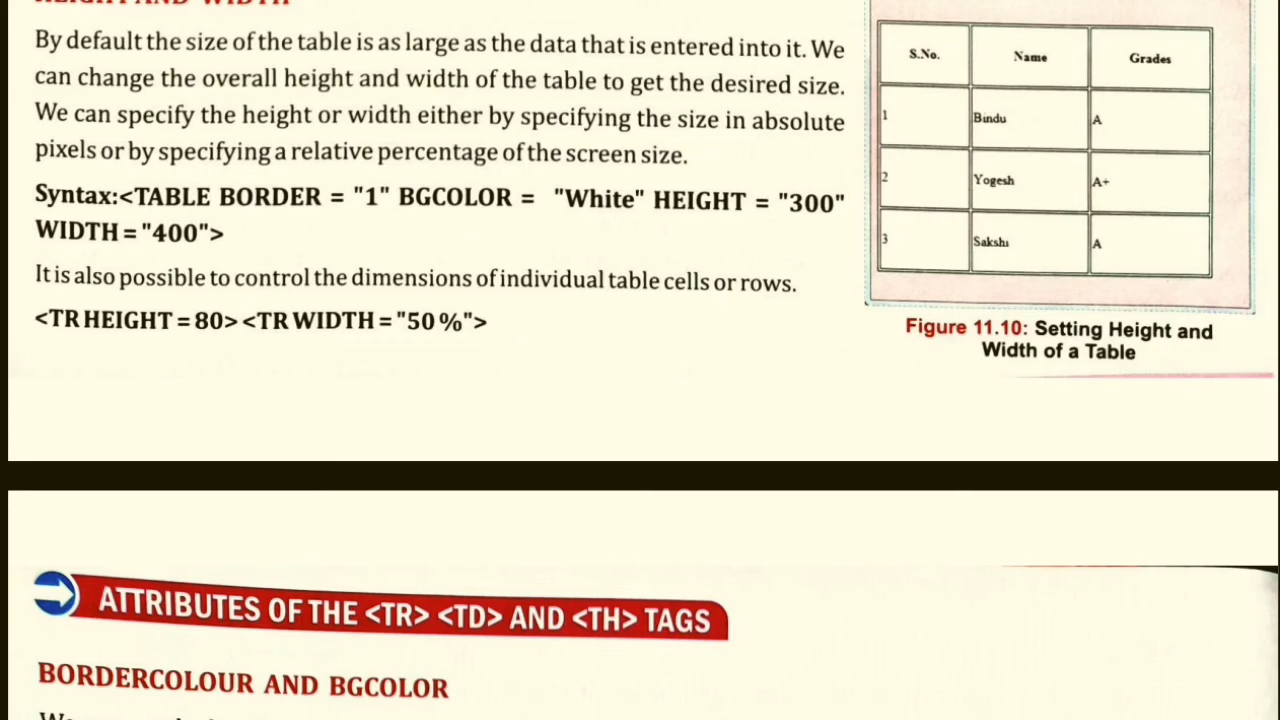 HEIGHT AND WIDTH
By default the size of the table is as large as the data that is entered into it. We
can change the overall height and width of the table to get the desired size.
We can specify the height or width either by specifying the size in absolute
pixels or by specifying a relative percentage of the screen size.
Syntax:<TABLE BORDER = "1" BGCOLOR = "White" HEIGHT = "300"
WIDTH = "400">
It is also possible to control the dimensions of individual table cells or rows.
<TR HEIGHT = 80> <TR WIDTH = "50 %">
S.No. Name Grades
1 Bindu A
2 Yogesh A+
3 Sakshi A
Figure 11.10: Setting Height and
Width of a Table
ATTRIBUTES OF THE <TR> <TD> AND <TH> TAGS
BORDERCOLOUR AND BGCOLOR